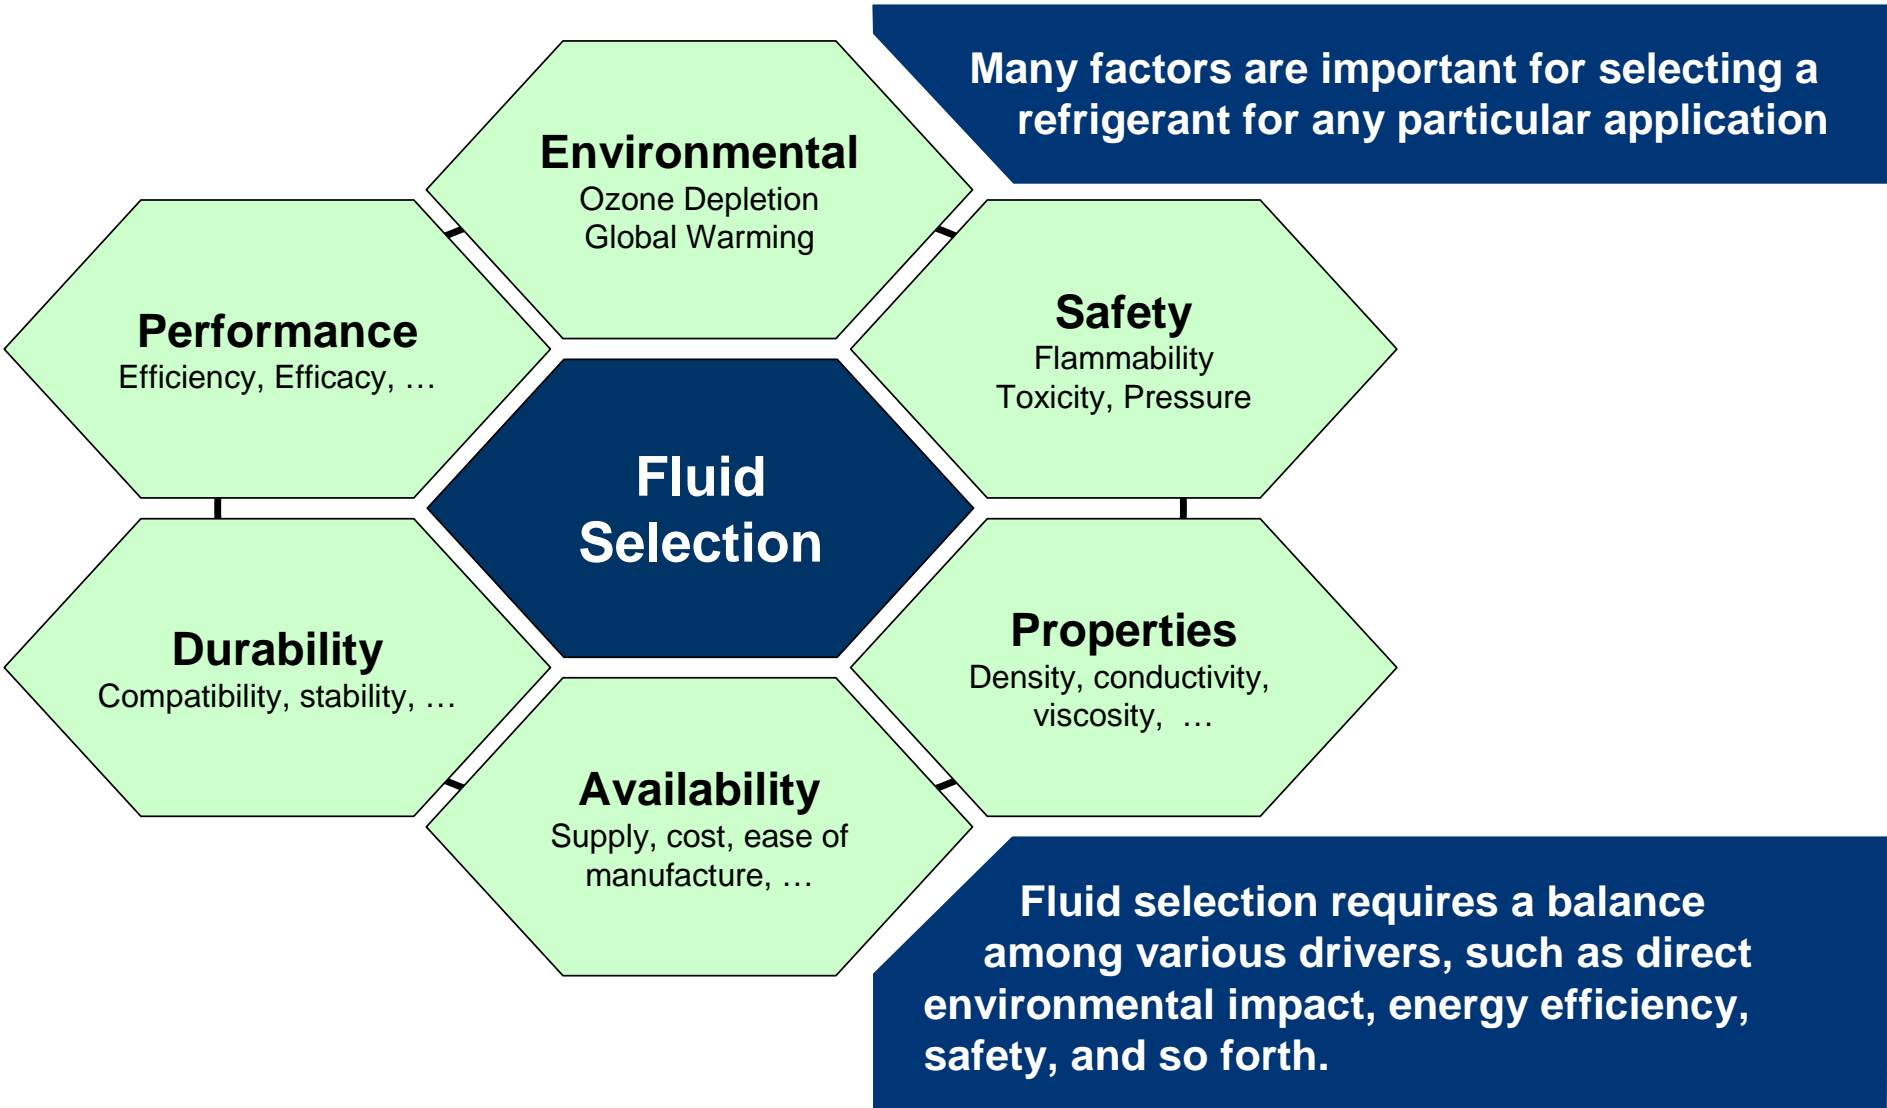 Many factors are important for selecting a
refrigerant for any particular application
Environmental
Ozone Depletion
Global Warming
Performance
Efficiency, Efficacy, …
Safety
Flammability
Toxicity, Pressure
Fluid
Selection
Durability
Compatibility, stability, …
Properties
Density, conductivity,
viscosity,  …
Availability
Supply, cost, ease of
manufacture, …
Fluid selection requires a balance
among various drivers, such as direct
environmental impact, energy efficiency,
safety, and so forth.